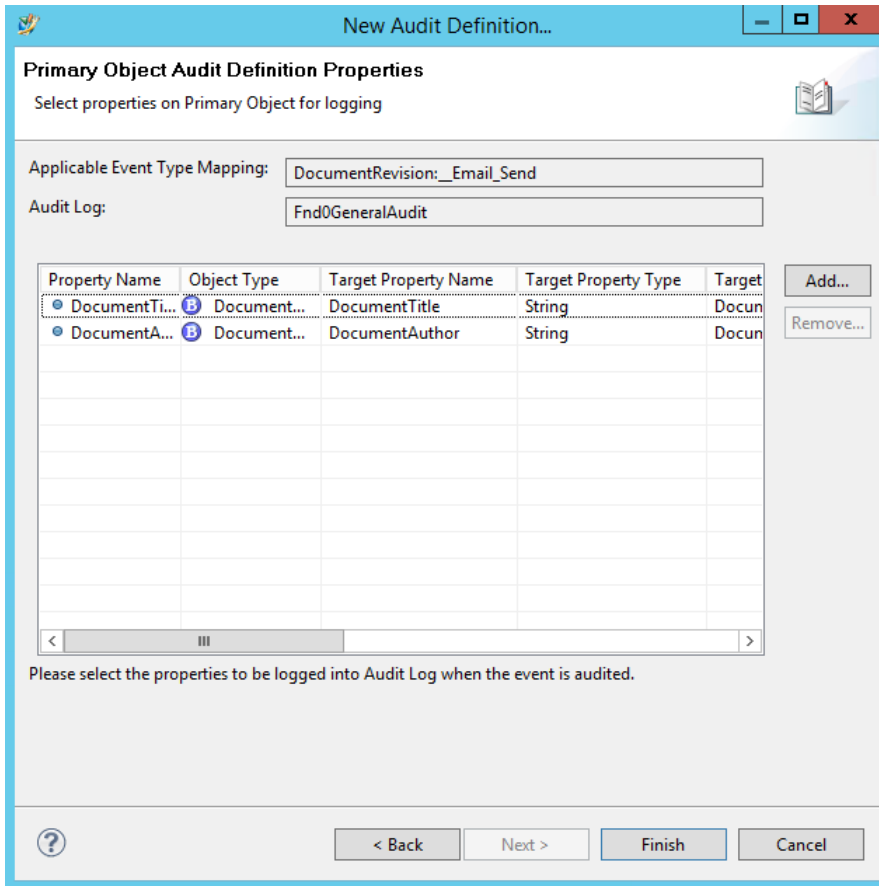 New Audit Definition...
Primary Object Audit Definition Properties
Select properties on Primary Object for logging
Applicable Event Type Mapping: DocumentRevision:__Email_Send
Audit Log: Fnd0GeneralAudit
Property Name Object Type Target Property Name Target Property Type Target
DocumentTi... B Document... DocumentTitle String Docun
DocumentA... B Document... DocumentAuthor String Docun
Add...
Remove...
Please select the properties to be logged into Audit Log when the event is audited.
? < Back Next > Finish Cancel